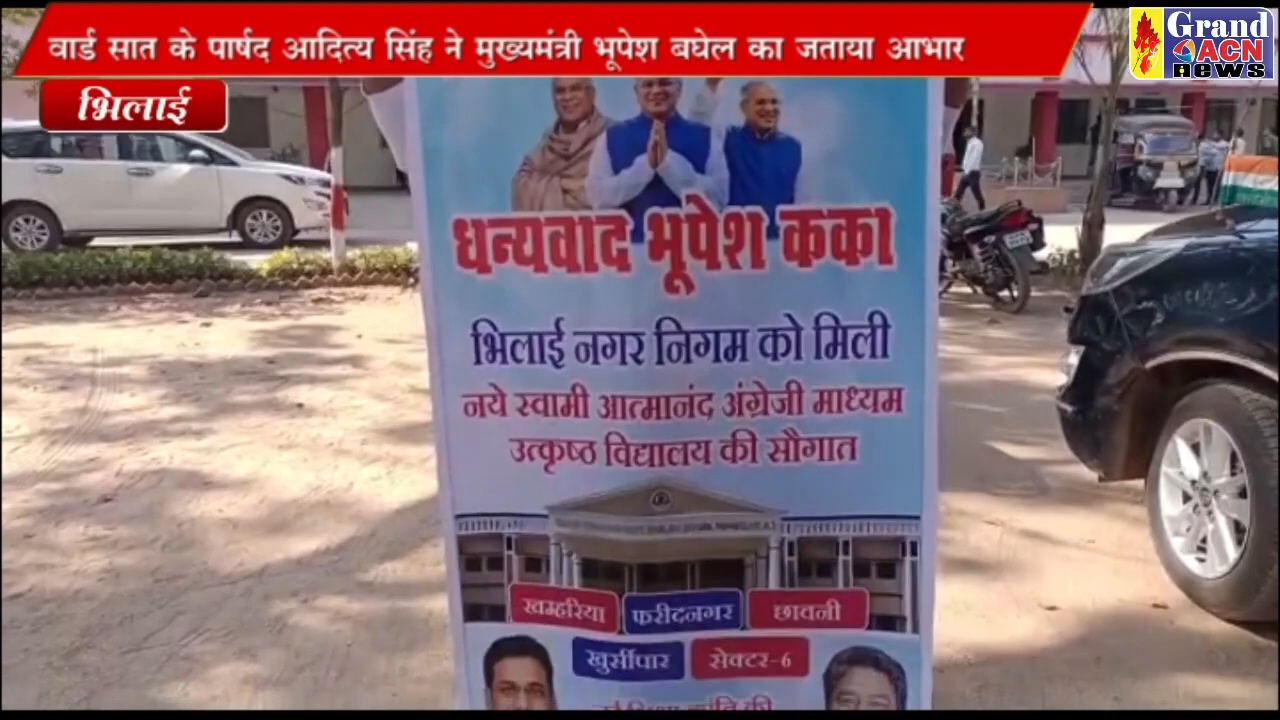 वार्ड सात के पार्षद आदित्य सिंह ने मुख्यमंत्री भूपेश बघेल का जताया आभार
Grand
ACN
news
भिलाई
धन्यवाद भूपेश कका
भिलाई नगर निगम को मिली
नये स्वामी आत्मानंद अंग्रेजी माध्यम
उत्कृष्ठ विद्यालय की सौगात
खम्हरिया फरीदनगर छावनी
खुर्सीपार सेक्टर-6